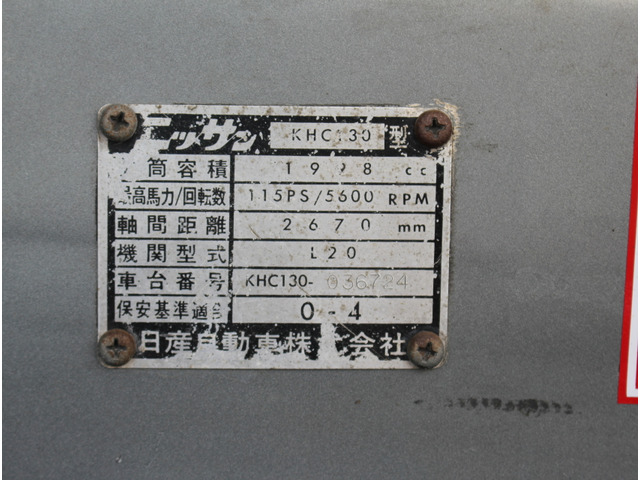 ニッサン KHC130 型
筒容積 1998 cc
最高馬力/回転数 115PS/5600 RPM
軸間距離 2670 mm
機関型式 L20
車台番号 KHC130-036734
保安基準適合 0-4
日産自動車株式会社